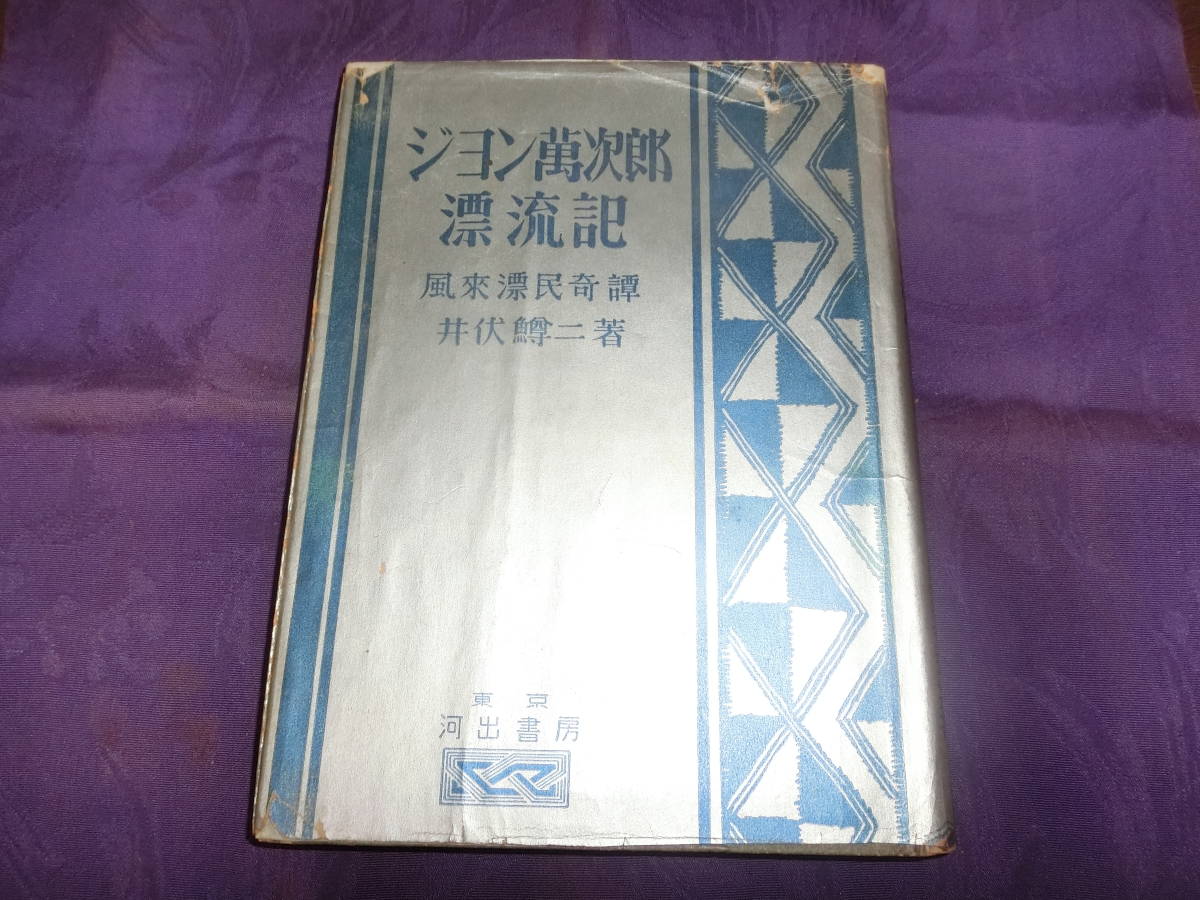 ジヨン萬次郎
漂流記
風來漂民奇譚
井伏鱒二著
東京
河出書房